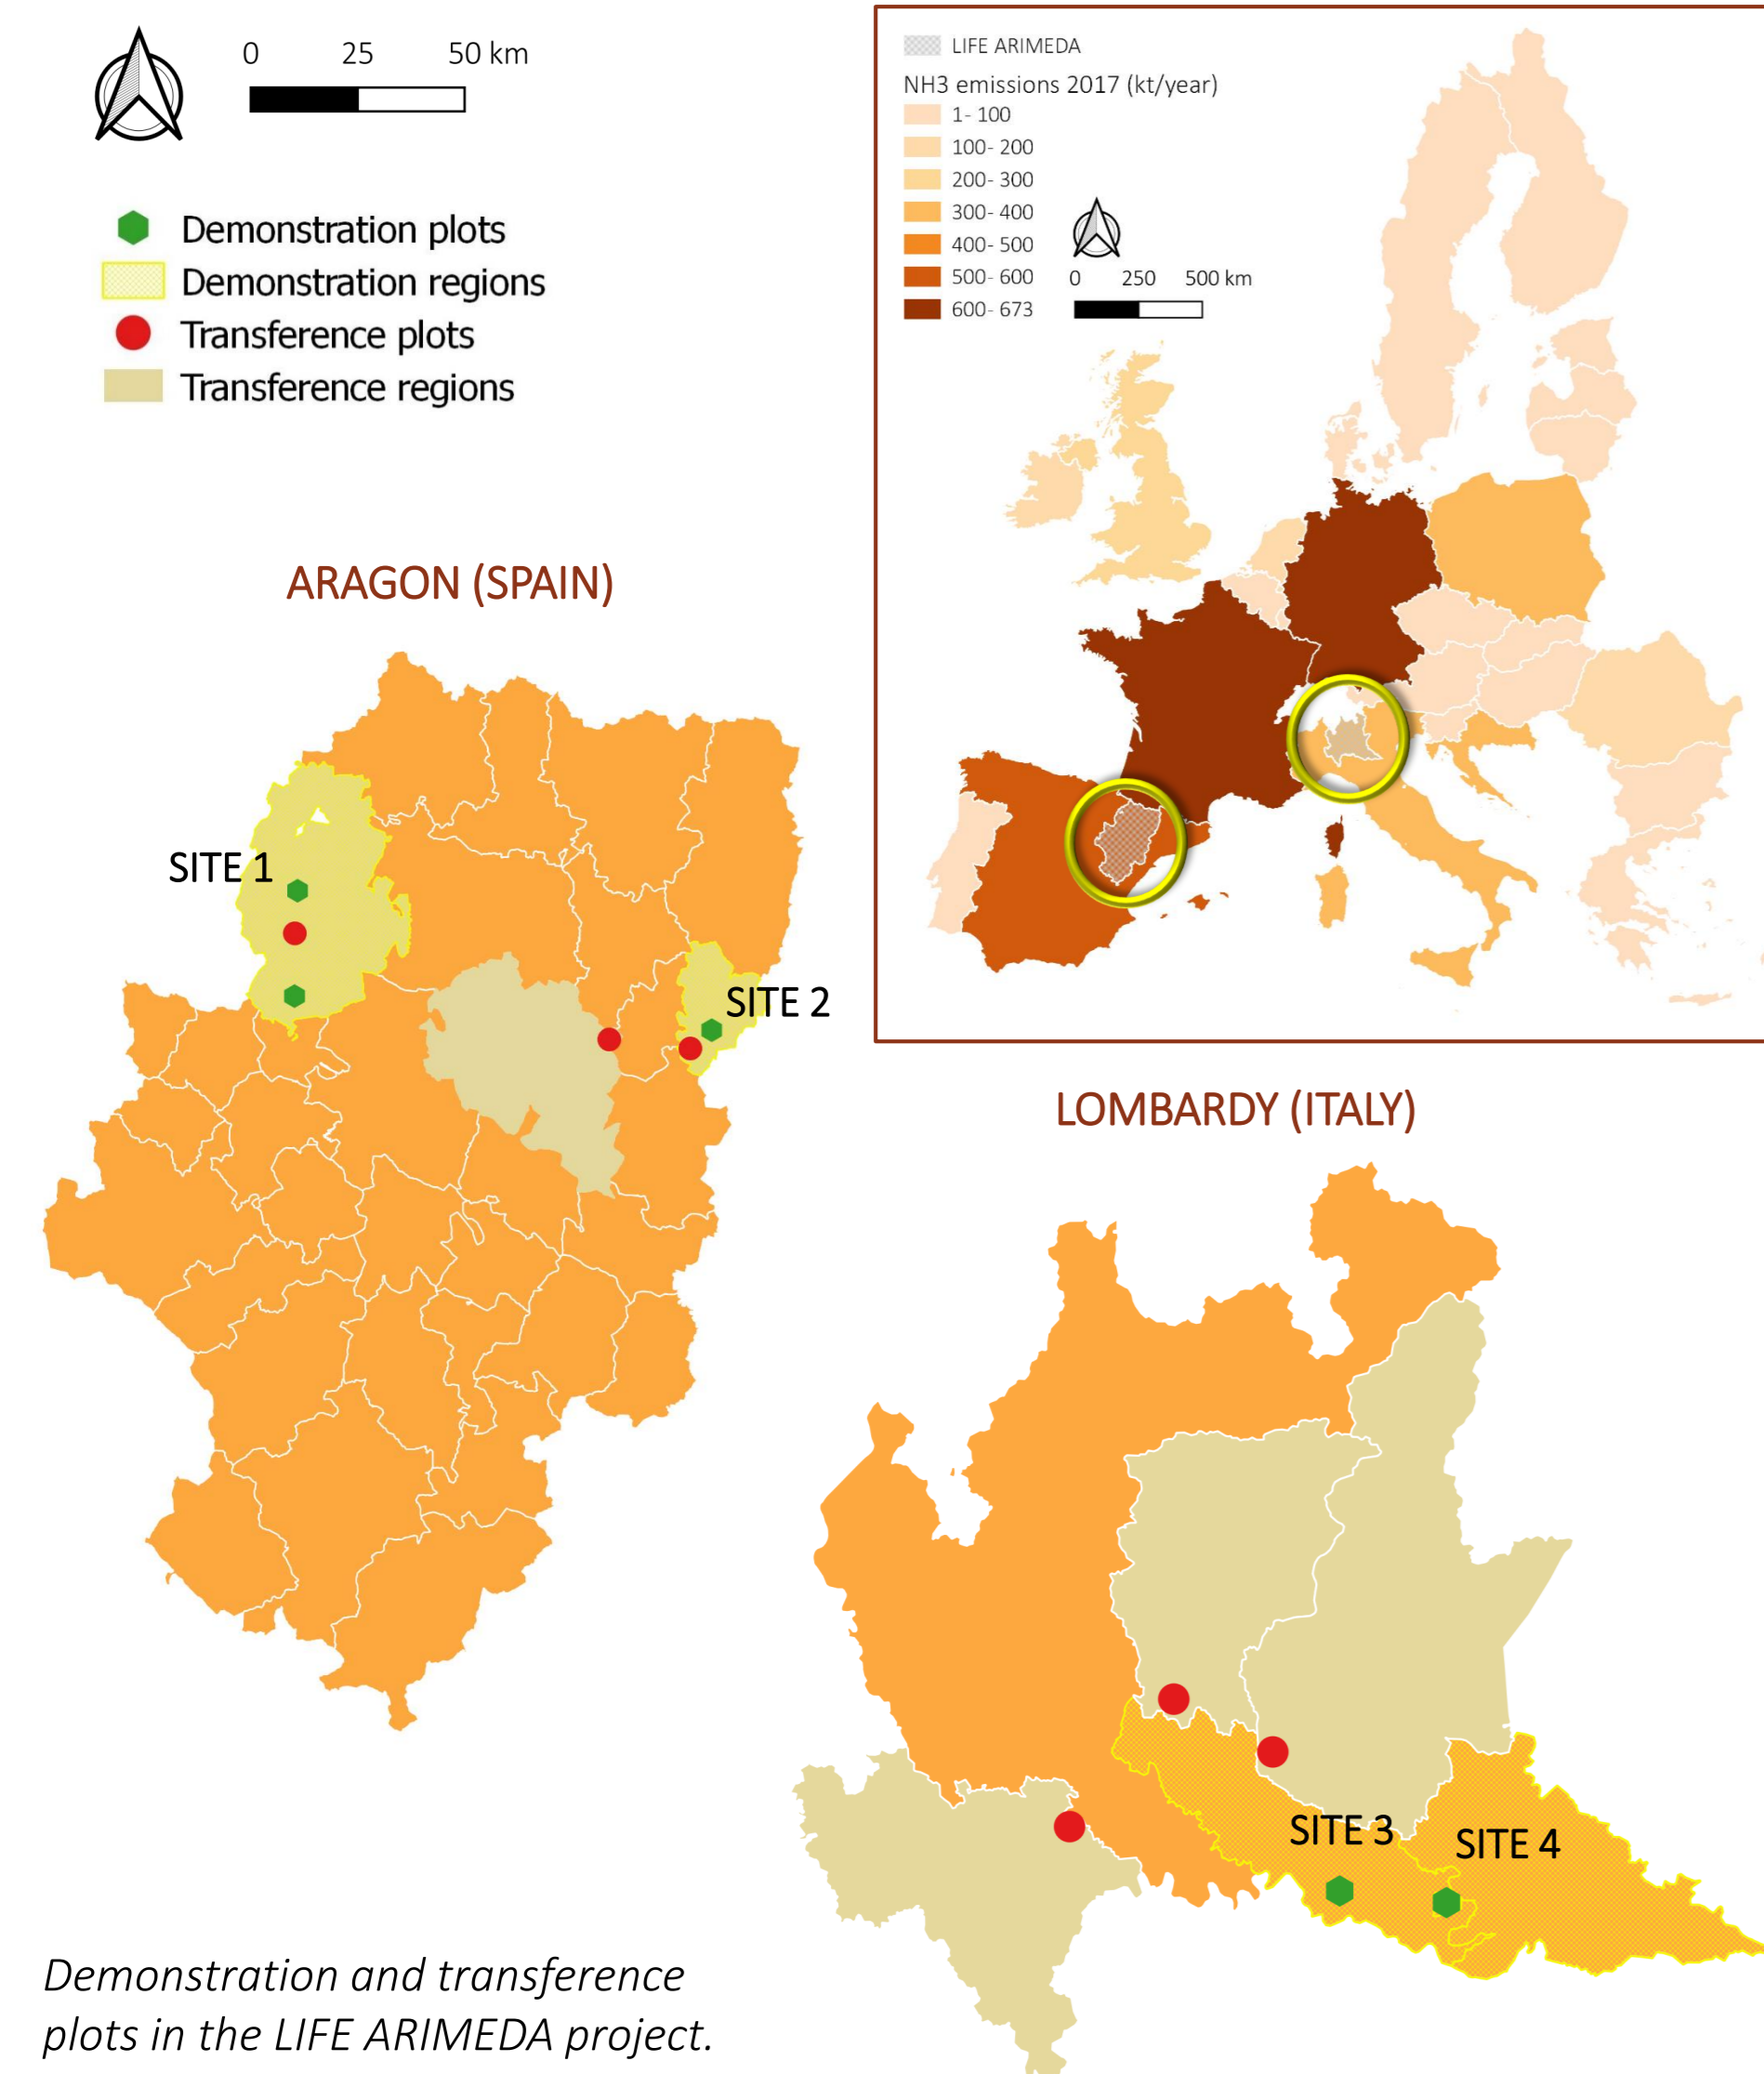 0 25 50 km
Demonstration plots
Demonstration regions
Transference plots
Transference regions
LIFE ARIMEDA
NH3 emissions 2017 (kt/year)
1- 100
100- 200
200- 300
300- 400
400- 500
500- 600
600- 673
0 250 500 km
ARAGON (SPAIN)
SITE 1
SITE 2
LOMBARDY (ITALY)
SITE 3
SITE 4
Demonstration and transference
plots in the LIFE ARIMEDA project.